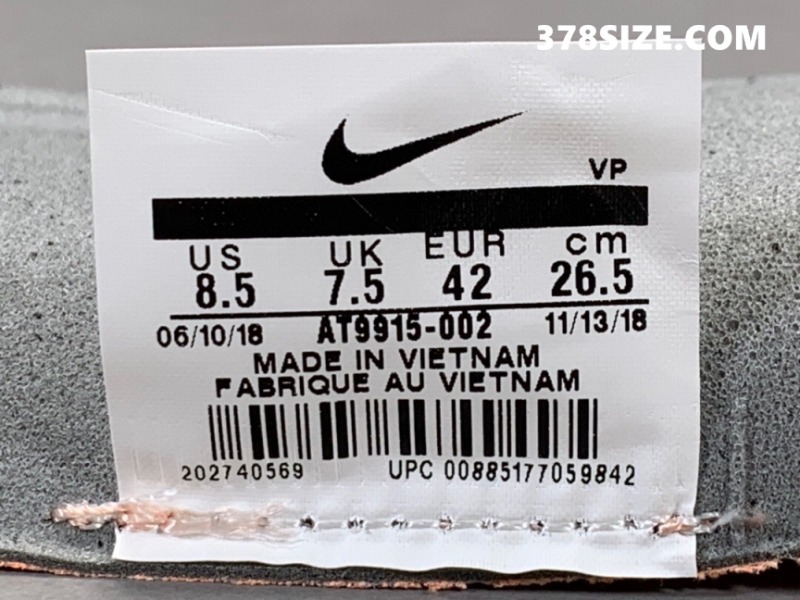 378SIZE.COM
VP
US UK EUR cm
8.5 7.5 42 26.5
06/10/18 AT9915-002 11/13/18
MADE IN VIETNAM
FABRIQUE AU VIETNAM
202740569 UPC 00885177059842